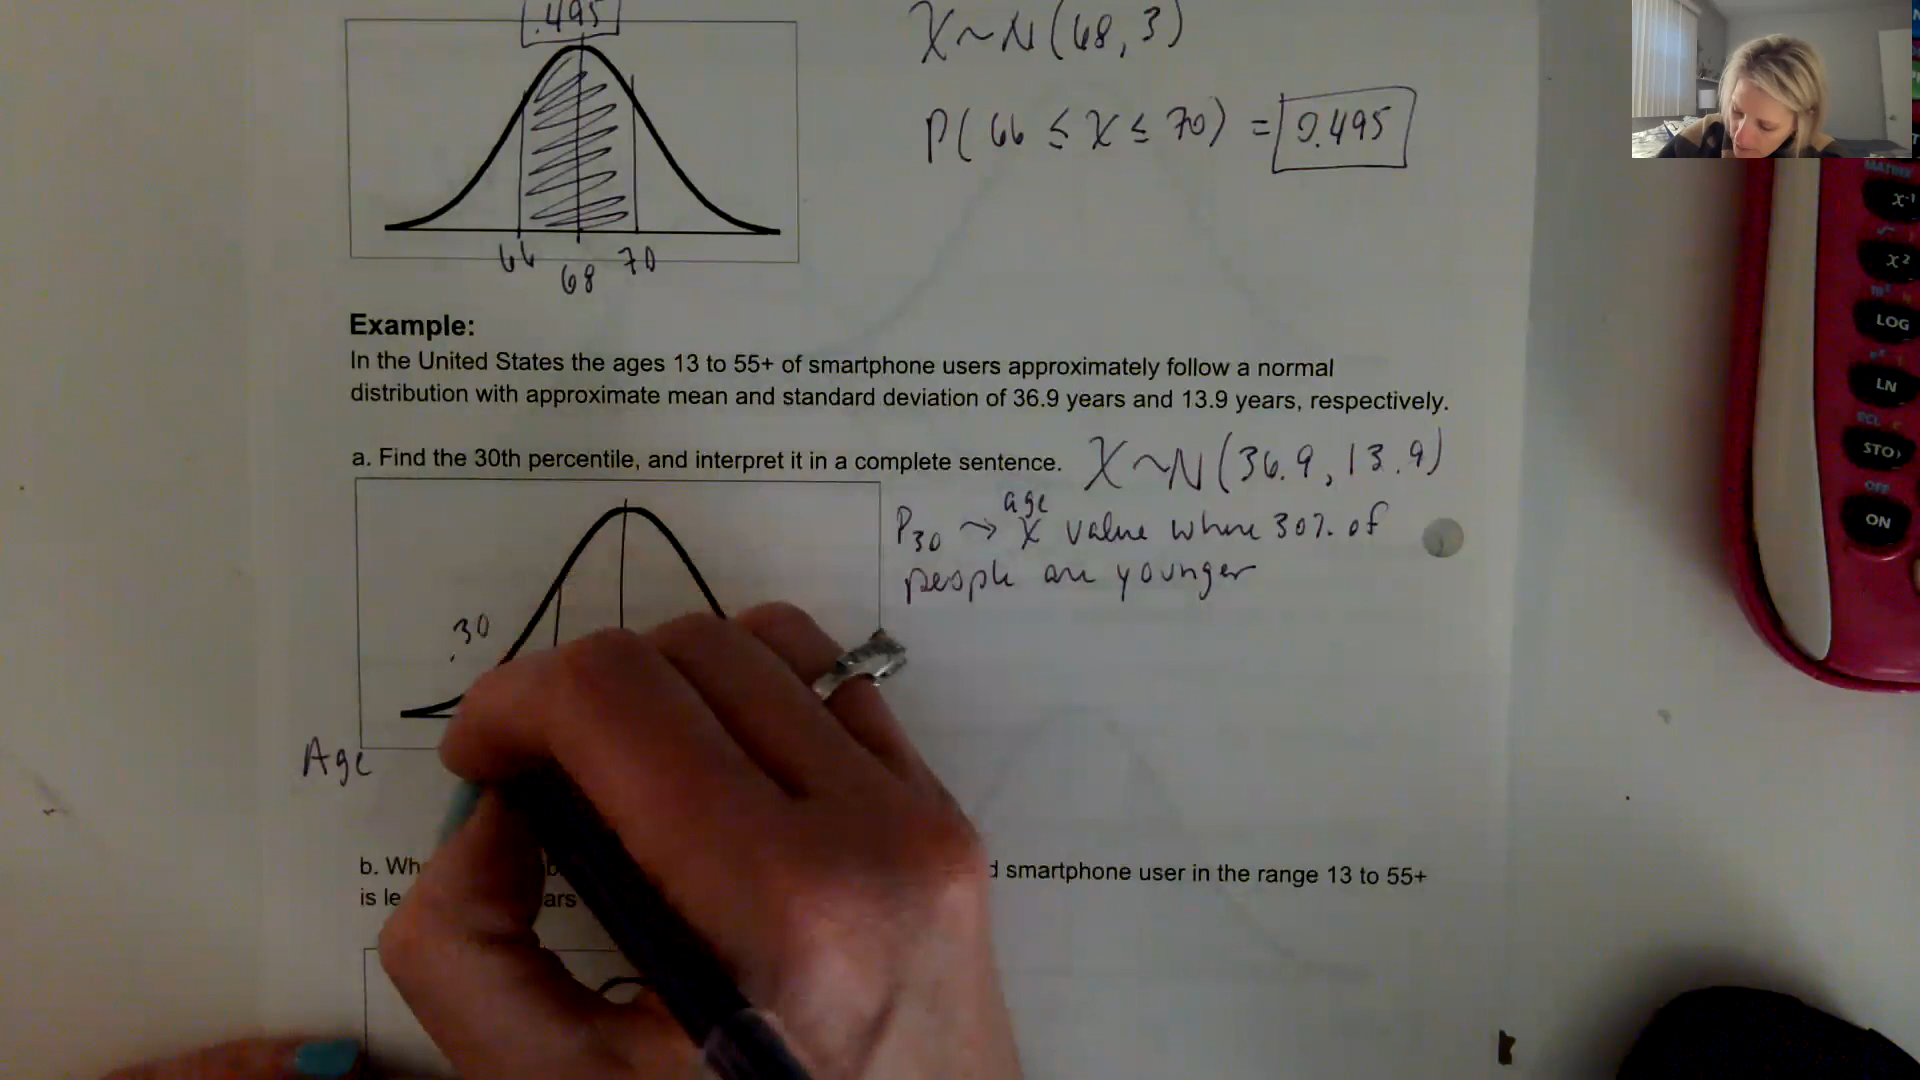 .495
X~N(68,3)
P(66 ≤ X ≤ 70) = 0.495
66
68
70
Example:
In the United States the ages 13 to 55+ of smartphone users approximately follow a normal
distribution with approximate mean and standard deviation of 36.9 years and 13.9 years, respectively.
a. Find the 30th percentile, and interpret it in a complete sentence.
X~N(36.9,13.9)
age
P30 → X value where 30% of
people are younger
.30
Age
b. smartphone user in the range 13 to 55+
is
x²
LOG
LN
STO›
OFF
ON